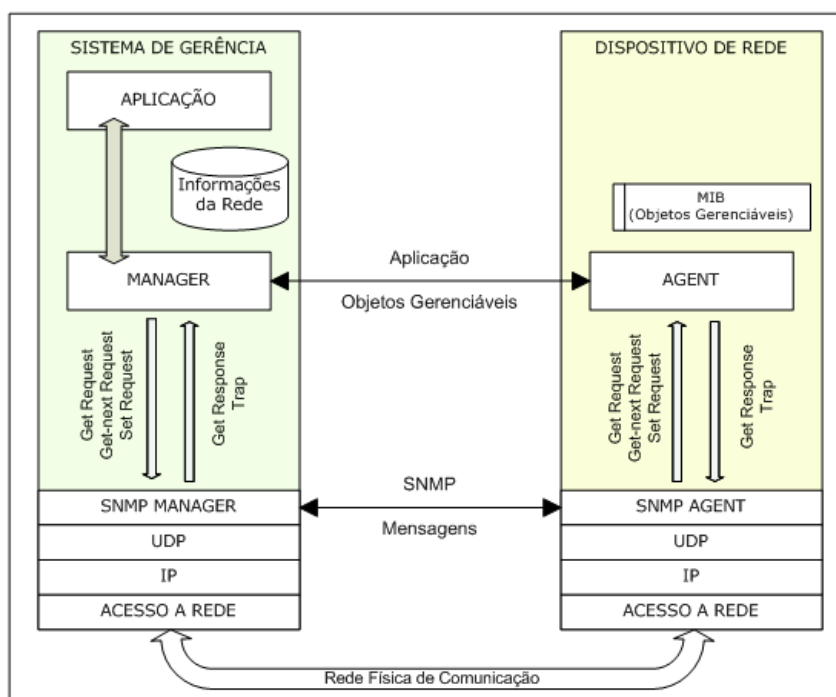 SISTEMA DE GERÊNCIA
APLICAÇÃO
Informações
da Rede
MANAGER
Get Request
Get-next Request
Set Request
Get Response
Trap
SNMP MANAGER
UDP
IP
ACESSO A REDE
Aplicação
Objetos Gerenciáveis
SNMP
Mensagens
DISPOSITIVO DE REDE
MIB
(Objetos Gerenciáveis)
AGENT
Get Request
Get-next Request
Set Request
Get Response
Trap
SNMP AGENT
UDP
IP
ACESSO A REDE
Rede Física de Comunicação